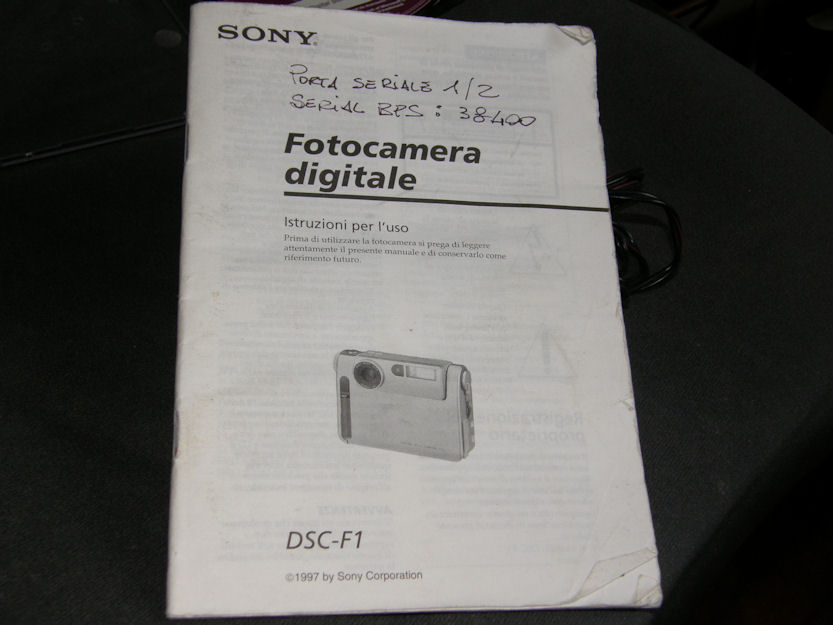 SONY
PORTA SERIALE 1/2
SERIAL BPS : 38400
Fotocamera
digitale
Istruzioni per l'uso
Prima di utilizzare la fotocamera si prega di leggere
attentamente il presente manuale e di conservarlo come
riferimento futuro.
DSC-F1
©1997 by Sony Corporation